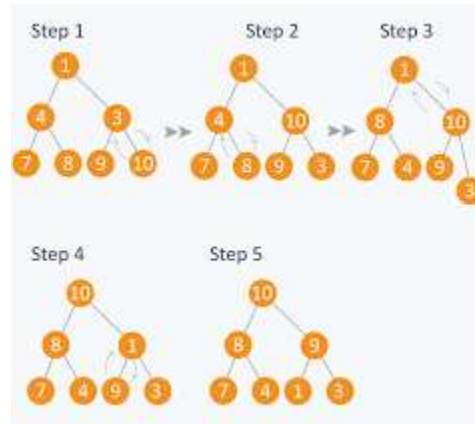 Step 1 Step 2 Step 3
1 1 1
4 3 4 10 8 10
7 8 9 10 7 8 9 3 7 4 9 3
Step 4 Step 5
10 10
8 1 8 9
7 4 9 3 7 4 1 3